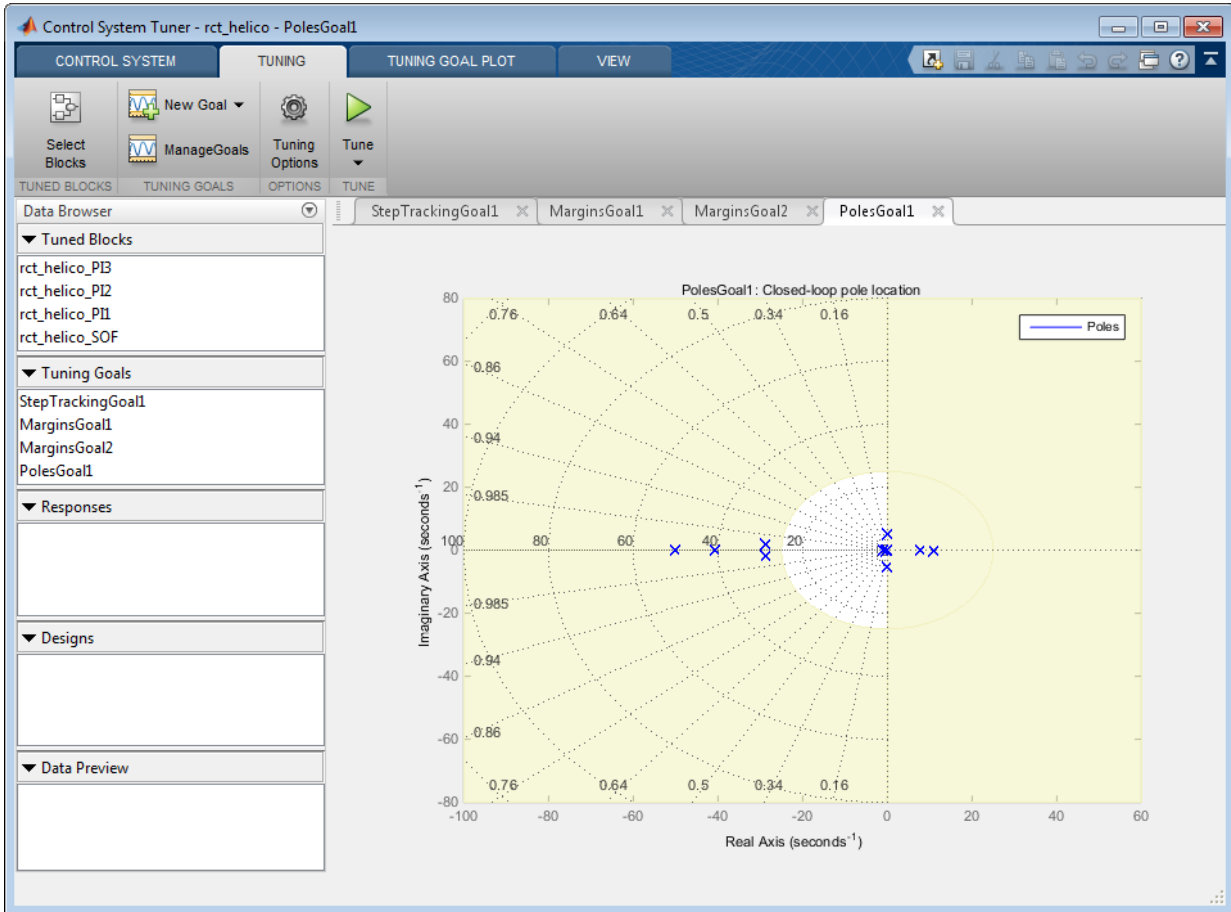 Control System Tuner - rct_helico - PolesGoal1
CONTROL SYSTEM TUNING TUNING GOAL PLOT VIEW
Select Blocks
New Goal
ManageGoals
Tuning Options
Tune
TUNED BLOCKS TUNING GOALS OPTIONS TUNE
Data Browser
Tuned Blocks
rct_helico_PI3
rct_helico_PI2
rct_helico_PI1
rct_helico_SOF
Tuning Goals
StepTrackingGoal1
MarginsGoal1
MarginsGoal2
PolesGoal1
Responses
Designs
Data Preview
StepTrackingGoal1 MarginsGoal1 MarginsGoal2 PolesGoal1
PolesGoal1: Closed-loop pole location
80
0.76 0.64 0.5 0.34 0.16
Poles
60
0.86
40
0.94
20
0.985
100 80 60 40 20
0
-20
0.985
0.94
-40
-60
0.86
0.76 0.64 0.5 0.34 0.16
-80
-100 -80 -60 -40 -20 0 20 40 60
Imaginary Axis (seconds⁻¹)
Real Axis (seconds⁻¹)